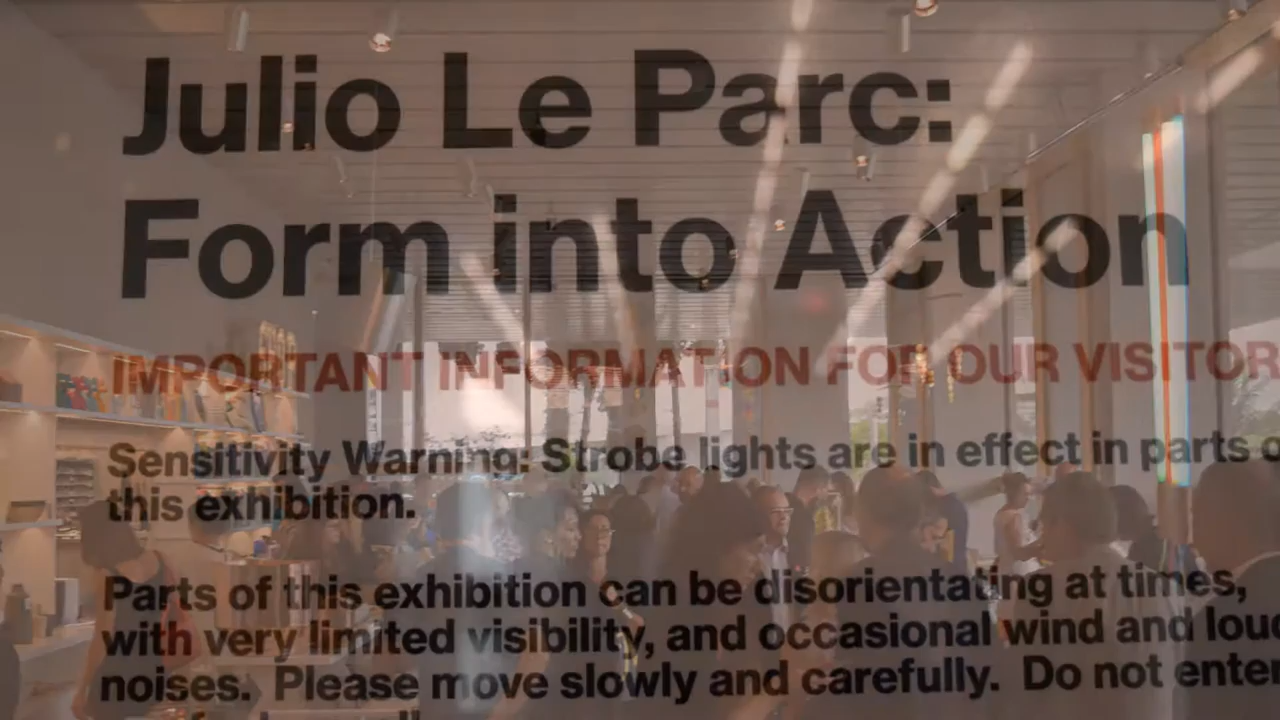 Julio Le Parc:
Form into Action
IMPORTANT INFORMATION FOR OUR VISITOR
Sensitivity Warning: Strobe lights are in effect in parts o
this exhibition.
Parts of this exhibition can be disorientating at times,
with very limited visibility, and occasional wind and loud
noises. Please move slowly and carefully. Do not enter